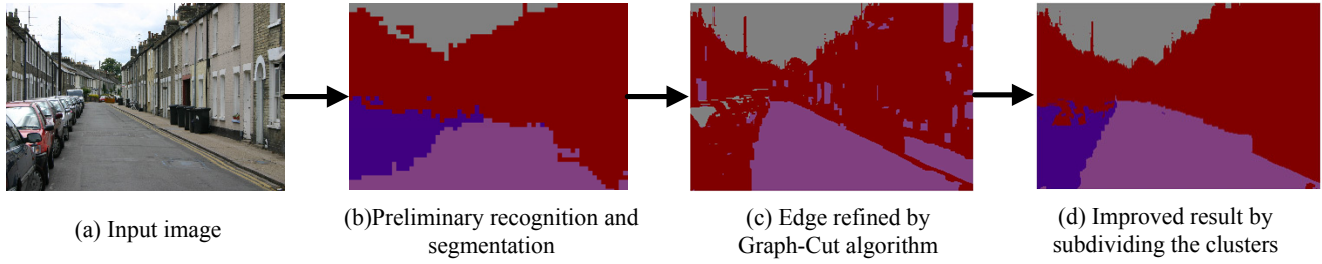 (a) Input image
(b)Preliminary recognition and
segmentation
(c) Edge refined by
Graph-Cut algorithm
(d) Improved result by
subdividing the clusters